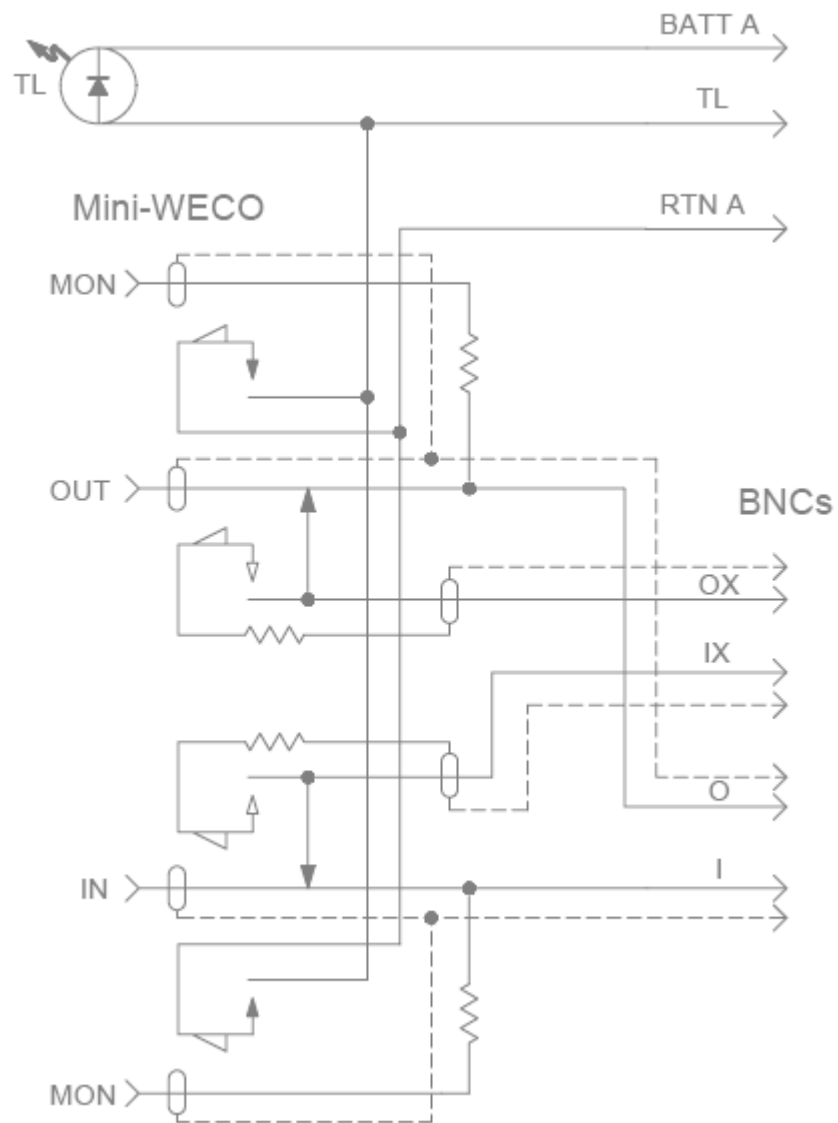 BATT A
TL
TL
Mini-WECO
RTN A
MON
OUT
BNCs
OX
IX
O
IN
I
MON